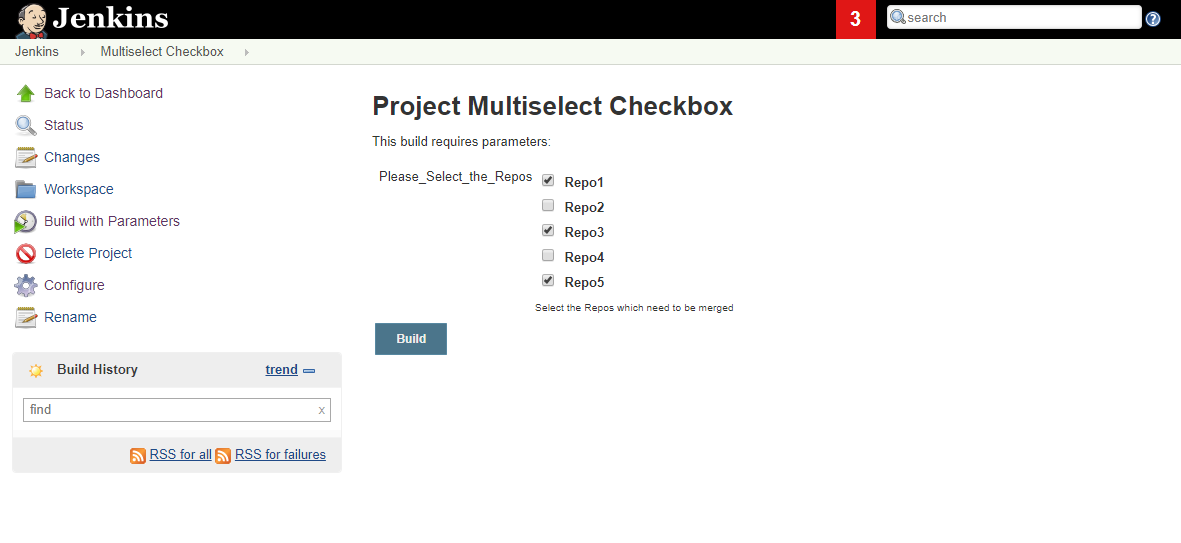 Jenkins
3
search
?
Jenkins
Multiselect Checkbox
Back to Dashboard
Status
Changes
Workspace
Build with Parameters
Delete Project
Configure
Rename
Build History
trend
find
x
RSS for all
RSS for failures
Project Multiselect Checkbox
This build requires parameters:
Please_Select_the_Repos
Repo1
Repo2
Repo3
Repo4
Repo5
Select the Repos which need to be merged
Build